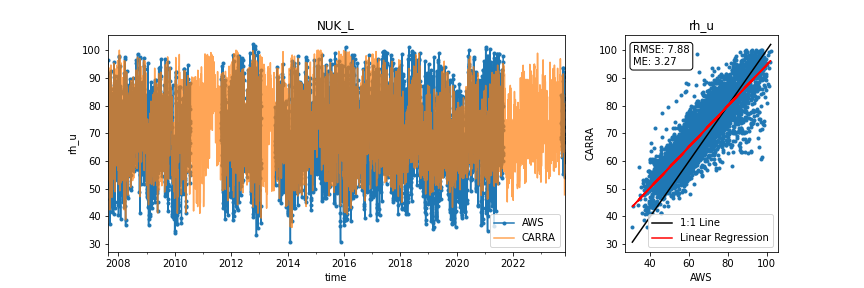 NUK_L
rh_u
100
90
80
70
60
50
40
30
rh_u
2008
2010
2012
2014
2016
2018
2020
2022
time
AWS
CARRA
rh_u
RMSE: 7.88
ME: 3.27
100
90
80
70
60
50
40
30
CARRA
40
60
80
100
AWS
1:1 Line
Linear Regression